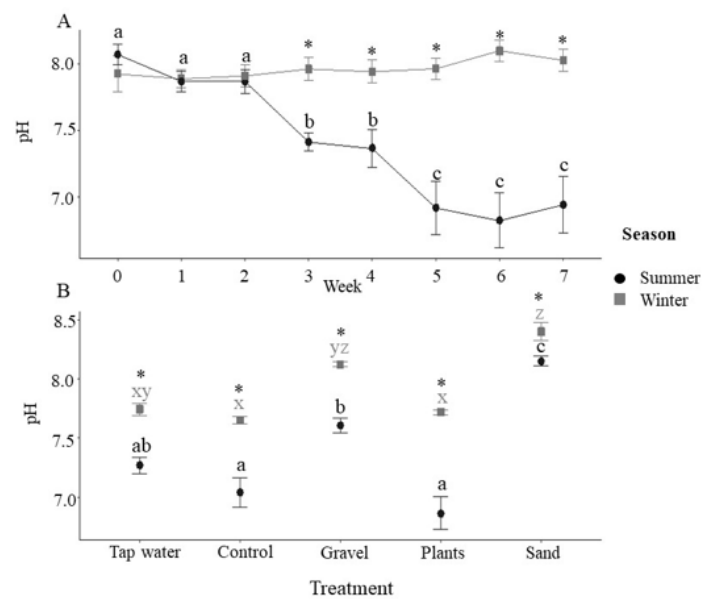 A
a a a * * * * *
8.0
b b
7.5
c c c
pH
7.0
0 1 2 3 4 5 6 7
Week
Season
Summer
Winter
B
8.5
* * * * *
xy x yz x z
8.0
c
pH
7.5
ab a b a
7.0
Tap water Control Gravel Plants Sand
Treatment